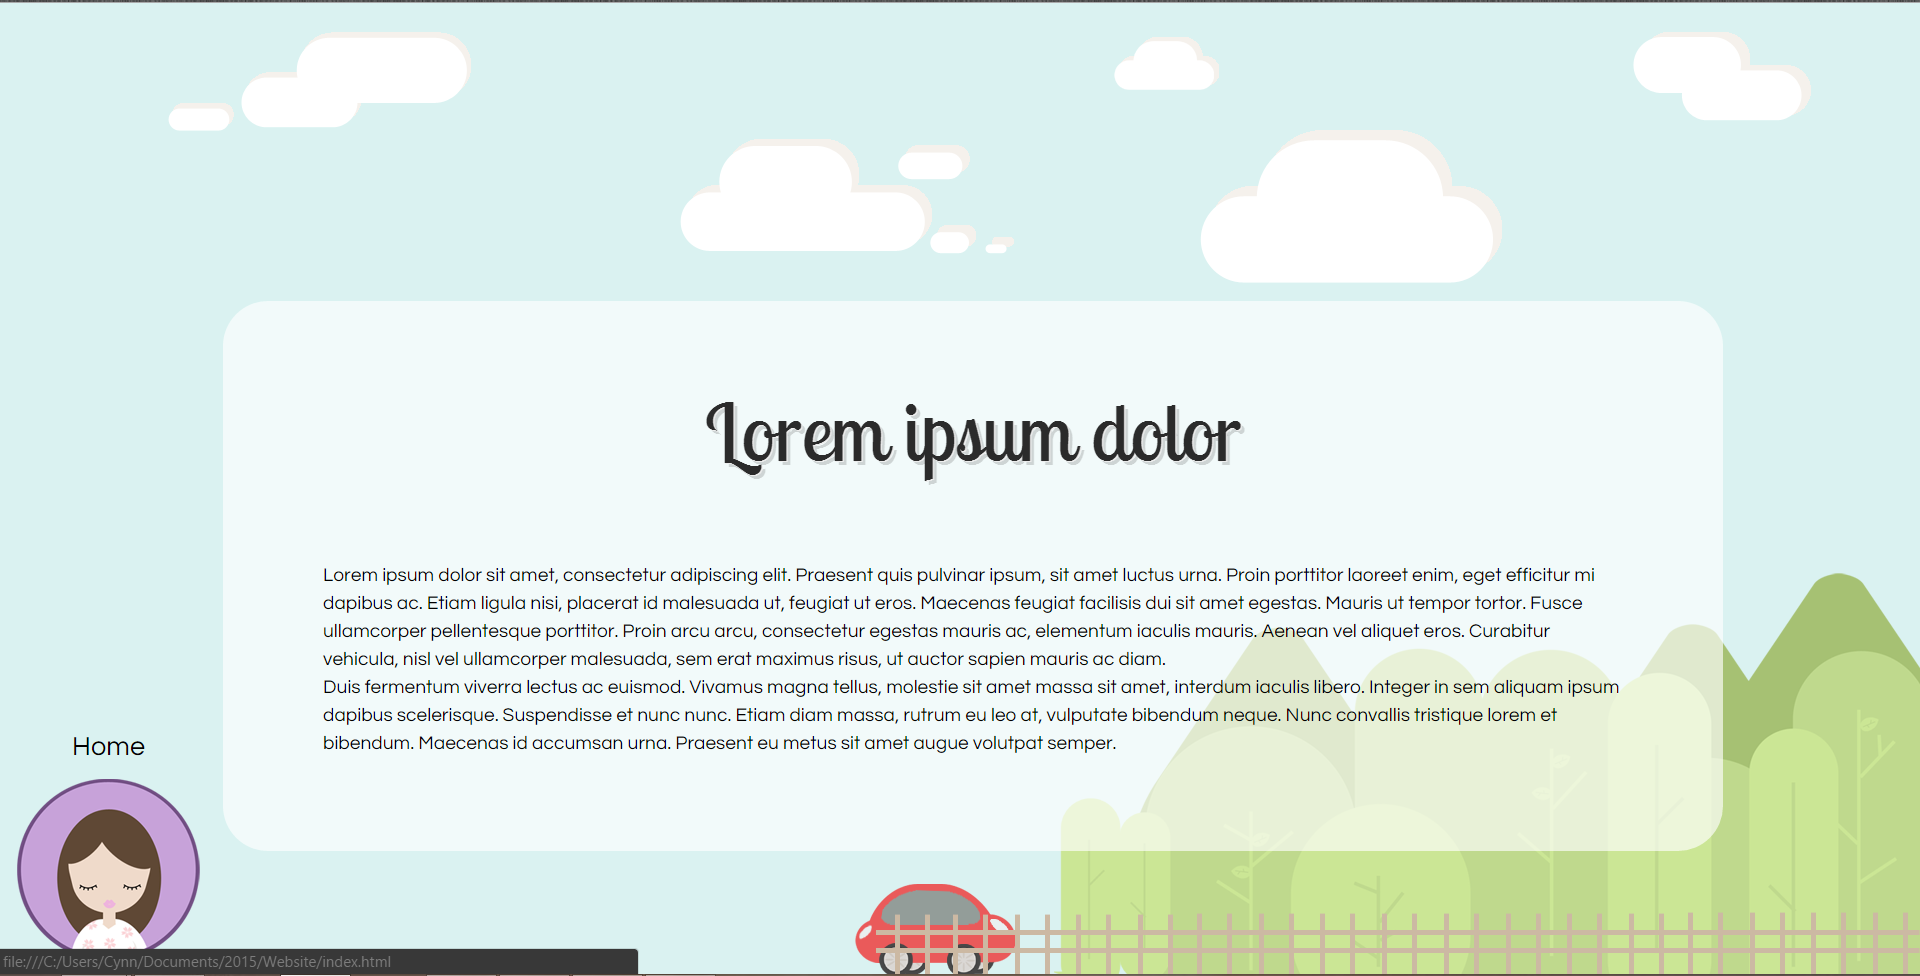 Lorem ipsum dolor
Lorem ipsum dolor sit amet, consectetur adipiscing elit. Praesent quis pulvinar ipsum, sit amet luctus urna. Proin porttitor laoreet enim, eget efficitur mi
dapibus ac. Etiam ligula nisi, placerat id malesuada ut, feugiat ut eros. Maecenas feugiat facilisis dui sit amet egestas. Mauris ut tempor tortor. Fusce
ullamcorper pellentesque porttitor. Proin arcu arcu, consectetur egestas mauris ac, elementum iaculis mauris. Aenean vel aliquet eros. Curabitur
vehicula, nisl vel ullamcorper malesuada, sem erat maximus risus, ut auctor sapien mauris ac diam.
Duis fermentum viverra lectus ac euismod. Vivamus magna tellus, molestie sit amet massa sit amet, interdum iaculis libero. Integer in sem aliquam ipsum
dapibus scelerisque. Suspendisse et nunc nunc. Etiam diam massa, rutrum eu leo at, vulputate bibendum neque. Nunc convallis tristique lorem et
bibendum. Maecenas id accumsan urna. Praesent eu metus sit amet augue volutpat semper.
Home
file:///C:/Users/Cynn/Documents/2015/Website/index.html